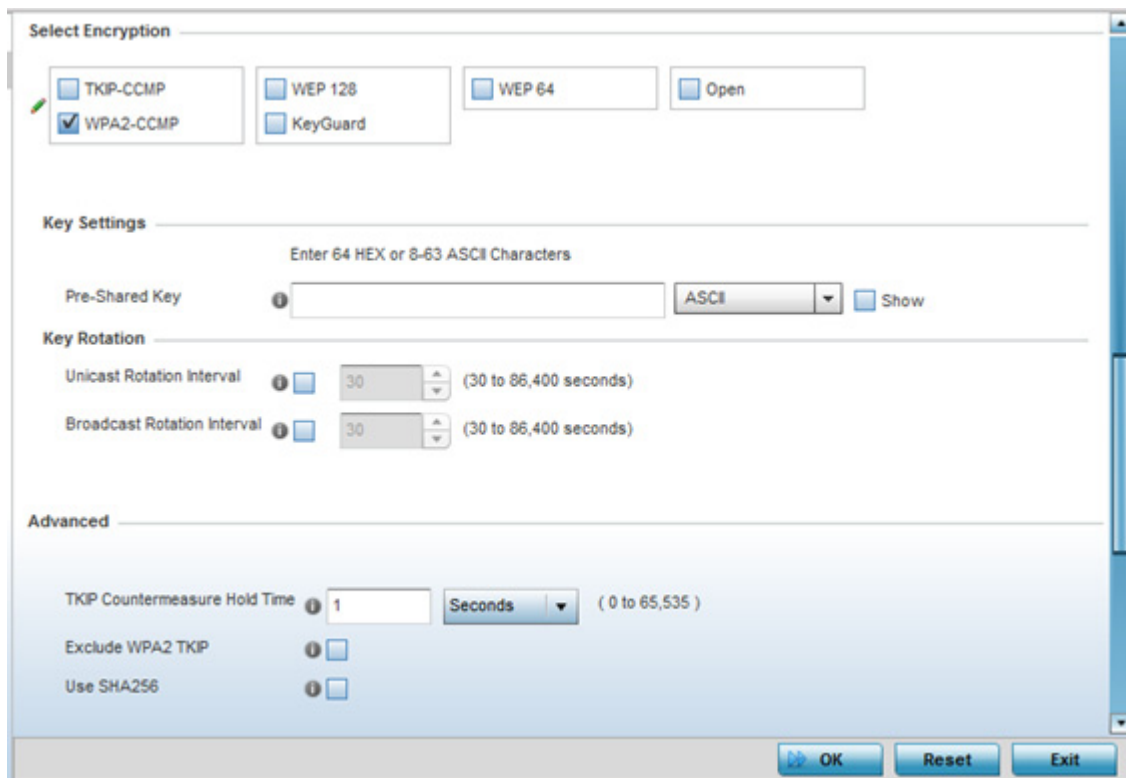 Select Encryption
TKIP-CCMP WEP 128 WEP 64 Open
WPA2-CCMP KeyGuard
Key Settings
Enter 64 HEX or 8-63 ASCII Characters
Pre-Shared Key ASCII Show
Key Rotation
Unicast Rotation Interval 30 (30 to 86,400 seconds)
Broadcast Rotation Interval 30 (30 to 86,400 seconds)
Advanced
TKIP Countermeasure Hold Time 1 Seconds ( 0 to 65,535 )
Exclude WPA2 TKIP
Use SHA256
OK Reset Exit